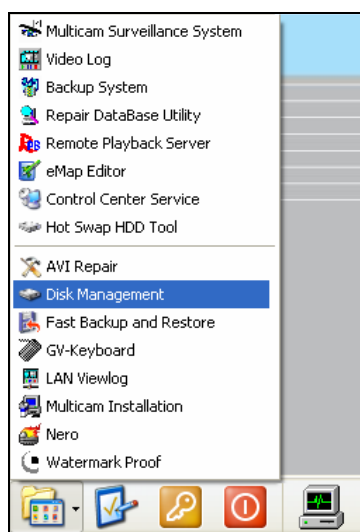 Multicam Surveillance System
Video Log
Backup System
Repair DataBase Utility
Remote Playback Server
eMap Editor
Control Center Service
Hot Swap HDD Tool
AVI Repair
Disk Management
Fast Backup and Restore
GV-Keyboard
LAN Viewlog
Multicam Installation
Nero
Watermark Proof